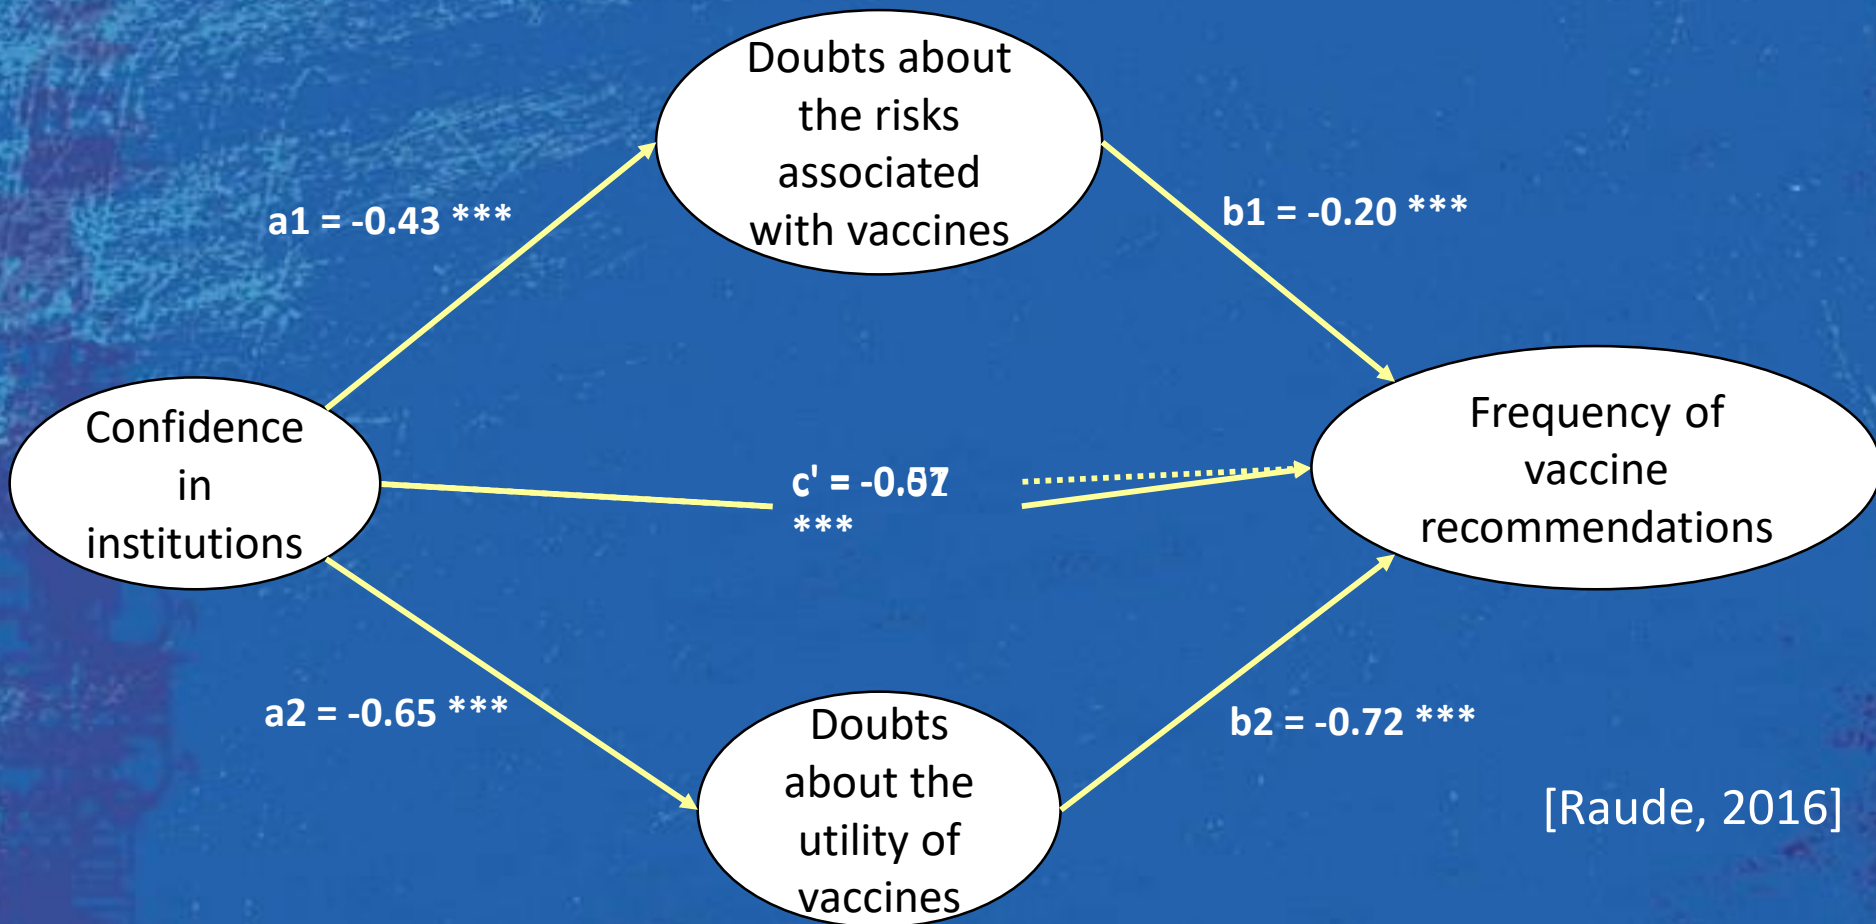 Doubts about
the risks
associated
with vaccines
a1 = -0.43 ***
b1 = -0.20 ***
Confidence
in
institutions
c' = -0.
***
Frequency of
vaccine
recommendations
a2 = -0.65 ***
b2 = -0.72 ***
Doubts
about the
utility of
vaccines
[Raude, 2016]